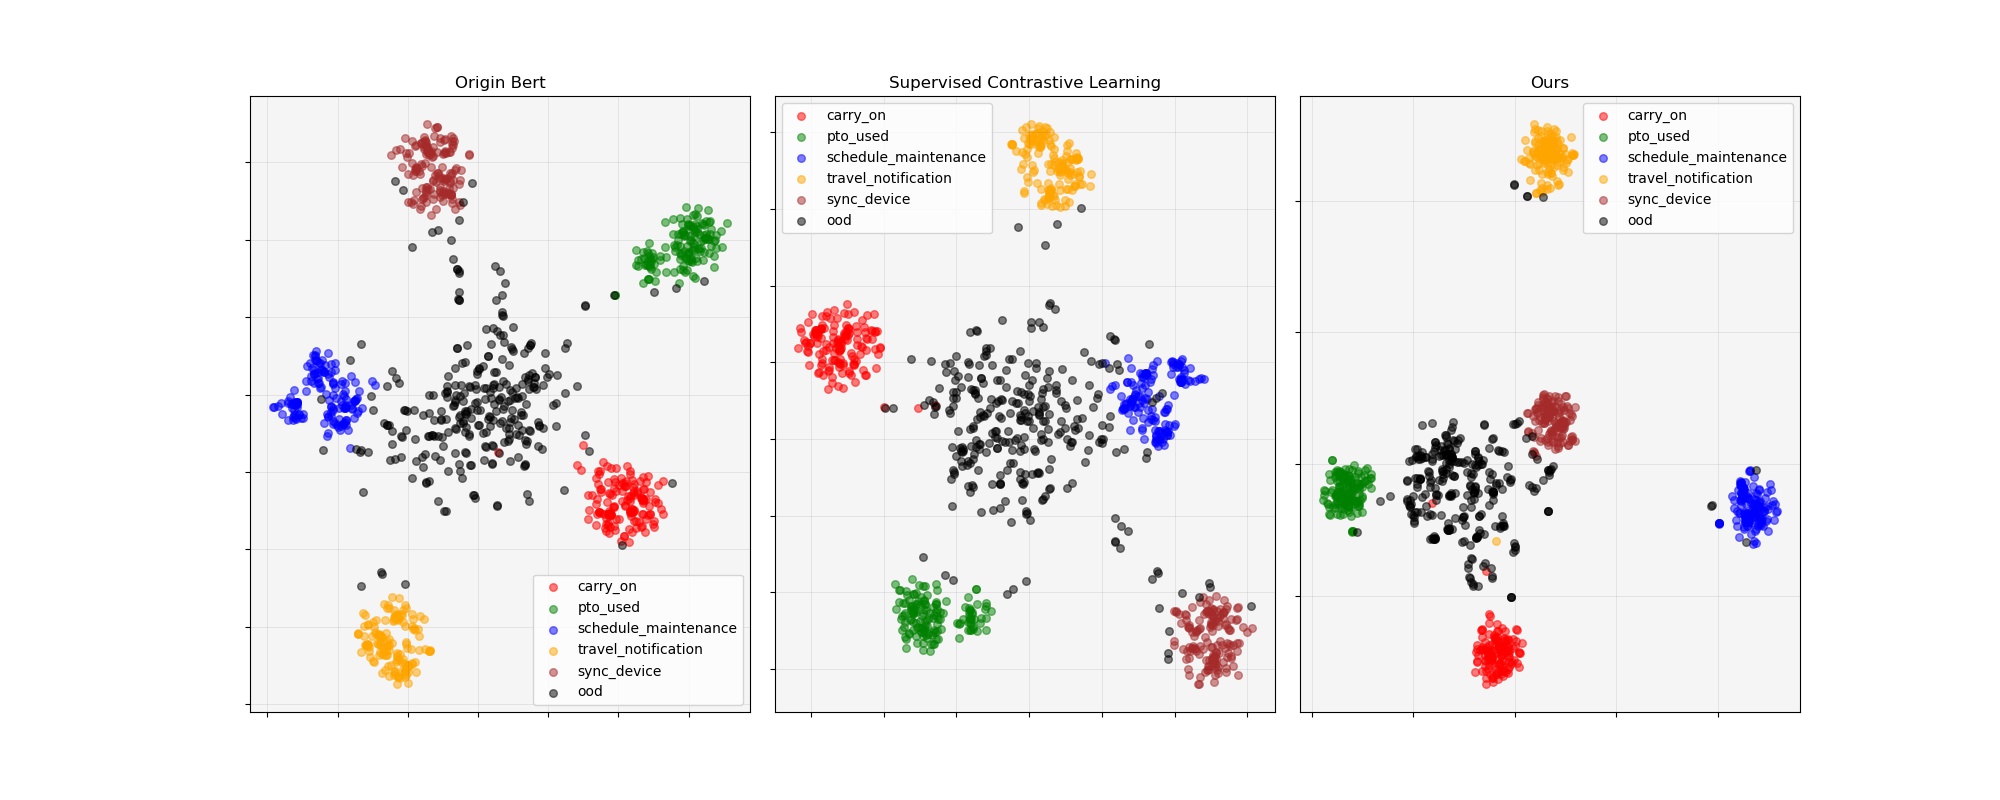 Origin Bert
carry_on
pto_used
schedule_maintenance
travel_notification
sync_device
ood
Supervised Contrastive Learning
carry_on
pto_used
schedule_maintenance
travel_notification
sync_device
ood
Ours
carry_on
pto_used
schedule_maintenance
travel_notification
sync_device
ood